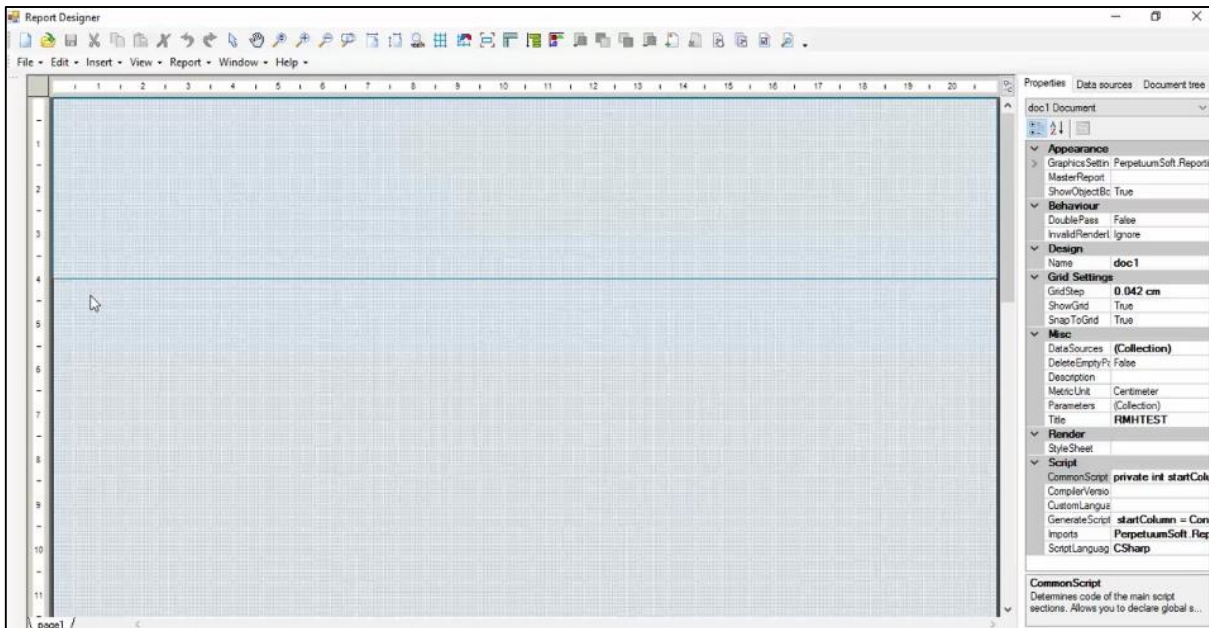 Report Designer
File Edit Insert View Report Window Help
1 2 3 4 5 6 7 8 9 10 11 12 13 14 15 16 17 18 19 20
Properties Data sources Document tree
doc1 Document
Appearance
GraphicsSettin PerpetuumSoft.Reporti
MasterReport
ShowObjectBc True
Behaviour
DoublePass False
InvalidRenderL Ignore
Design
Name doc1
Grid Settings
GridStep 0.042 cm
ShowGrid True
SnapToGrid True
Misc
DataSources (Collection)
DeleteEmptyPa False
Description
MetricUnit Centimeter
Parameters (Collection)
Title RMHTEST
Render
StyleSheet
Script
CommonScript private int startColu
CompilerVersio
CustomLangua
GenerateScript startColumn = Con
Imports PerpetuumSoft.Rep
ScriptLanguag CSharp
CommonScript
Determines code of the main script
sections. Allows you to declare global s...
1
2
3
4
5
6
7
8
9
10
11
page1